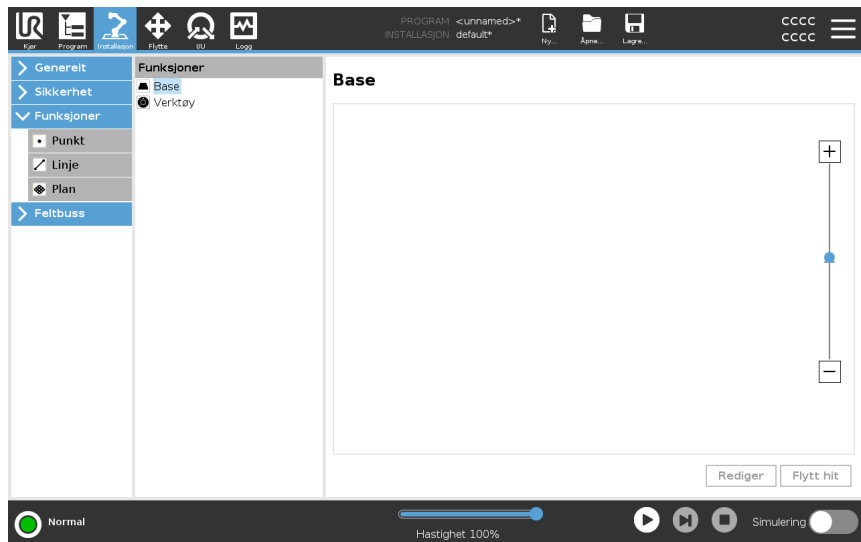 PROGRAM <unnamed>*
INSTALLASJON default*
UR
Kjør Program Installasjon Flytte I/U Logg
Ny... Åpne... Lagre...
CCCC
CCCC
Generelt
Sikkerhet
Funksjoner
Punkt
Linje
Plan
Feltbuss
Funksjoner
Base
Verktøy
Base
+
−
Rediger Flytt hit
Normal
Hastighet 100%
Simulering